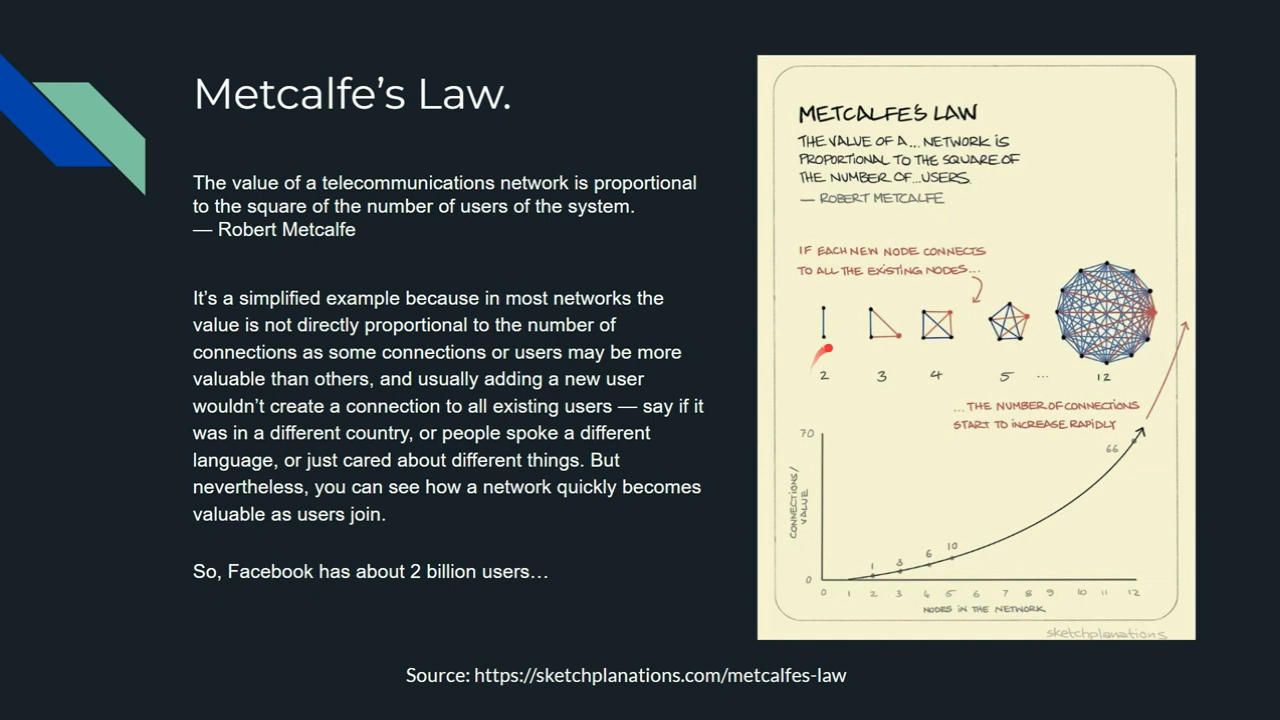 Metcalfe's Law.
The value of a telecommunications network is proportional
to the square of the number of users of the system.
— Robert Metcalfe
It's a simplified example because in most networks the
value is not directly proportional to the number of
connections as some connections or users may be more
valuable than others, and usually adding a new user
wouldn't create a connection to all existing users — say if it
was in a different country, or people spoke a different
language, or just cared about different things. But
nevertheless, you can see how a network quickly becomes
valuable as users join.
So, Facebook has about 2 billion users…
METCALFE'S LAW
THE VALUE OF A... NETWORK IS
PROPORTIONAL TO THE SQUARE OF
THE NUMBER OF...USERS.
— ROBERT METCALFE
IF EACH NEW NODE CONNECTS
TO ALL THE EXISTING NODES...
2 3 4 5 ... 12
...THE NUMBER OF CONNECTIONS
START TO INCREASE RAPIDLY
70
66
CONNECTIONS/
VALUE
1 3 6 10
0
0 1 2 3 4 5 6 7 8 9 10 11 12
NODES IN THE NETWORK
sketchplanations
Source: https://sketchplanations.com/metcalfes-law